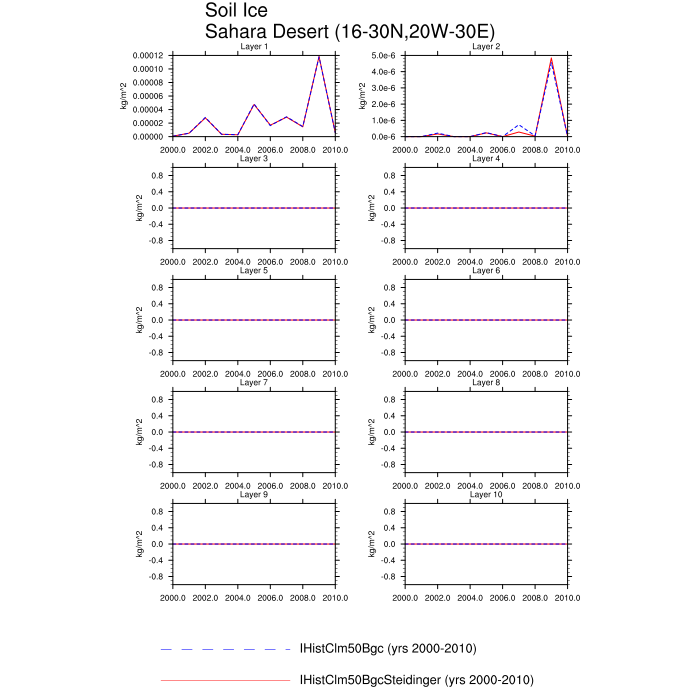 Soil Ice
Sahara Desert (16-30N,20W-30E)
Layer 1
kg/m^2
0.00012
0.00010
0.00008
0.00006
0.00004
0.00002
0.00000
2000.0 2002.0 2004.0 2006.0 2008.0 2010.0
Layer 2
kg/m^2
5.0e-6
4.0e-6
3.0e-6
2.0e-6
1.0e-6
0.0e-6
2000.0 2002.0 2004.0 2006.0 2008.0 2010.0
Layer 3
kg/m^2
0.8
0.4
0.0
-0.4
-0.8
2000.0 2002.0 2004.0 2006.0 2008.0 2010.0
Layer 4
kg/m^2
0.8
0.4
0.0
-0.4
-0.8
2000.0 2002.0 2004.0 2006.0 2008.0 2010.0
Layer 5
kg/m^2
0.8
0.4
0.0
-0.4
-0.8
2000.0 2002.0 2004.0 2006.0 2008.0 2010.0
Layer 6
kg/m^2
0.8
0.4
0.0
-0.4
-0.8
2000.0 2002.0 2004.0 2006.0 2008.0 2010.0
Layer 7
kg/m^2
0.8
0.4
0.0
-0.4
-0.8
2000.0 2002.0 2004.0 2006.0 2008.0 2010.0
Layer 8
kg/m^2
0.8
0.4
0.0
-0.4
-0.8
2000.0 2002.0 2004.0 2006.0 2008.0 2010.0
Layer 9
kg/m^2
0.8
0.4
0.0
-0.4
-0.8
2000.0 2002.0 2004.0 2006.0 2008.0 2010.0
Layer 10
kg/m^2
0.8
0.4
0.0
-0.4
-0.8
2000.0 2002.0 2004.0 2006.0 2008.0 2010.0
IHistClm50Bgc (yrs 2000-2010)
IHistClm50BgcSteidinger (yrs 2000-2010)